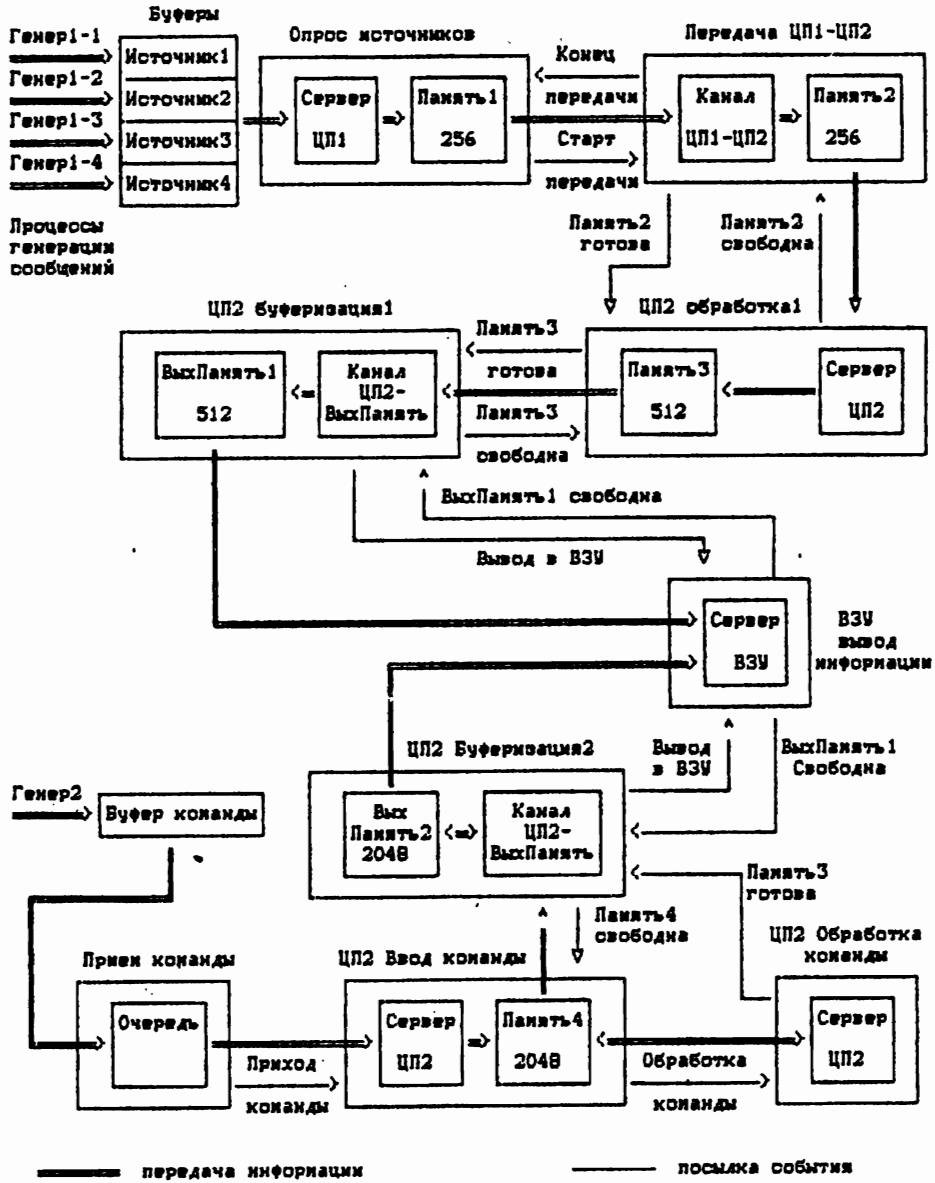 Буферы
Генер1-1
Источник1
Генер1-2
Источник2
Генер1-3
Источник3
Генер1-4
Источник4
Процессы
генерации
сообщений
Опрос источников
Сервер
ЦП1
Память1
256
Конец
передачи
Старт
передачи
Передача ЦП1-ЦП2
Канал
ЦП1-ЦП2
Память2
256
Память2
готова
Память2
свободна
ЦП2 буферизация1
ВыхПамять1
512
Канал
ЦП2-
ВыхПамять
Память3
готова
Память3
свободна
ЦП2 обработка1
Память3
512
Сервер
ЦП2
ВыхПамять1 свободна
Вывод в ВЗУ
Сервер
ВЗУ
ВЗУ
вывод
информации
ЦП2 Буферизация2
Вых
Память2
2048
Канал
ЦП2-
ВыхПамять
Вывод
в ВЗУ
ВыхПамять1
Свободна
Генер2
Буфер команды
Память3
готова
Память4
свободна
Прием команды
Очередь
Приход
команды
ЦП2 Ввод команды
Сервер
ЦП2
Память4
2048
Обработка
команды
ЦП2 Обработка
команды
Сервер
ЦП2
передача информации
посылка события